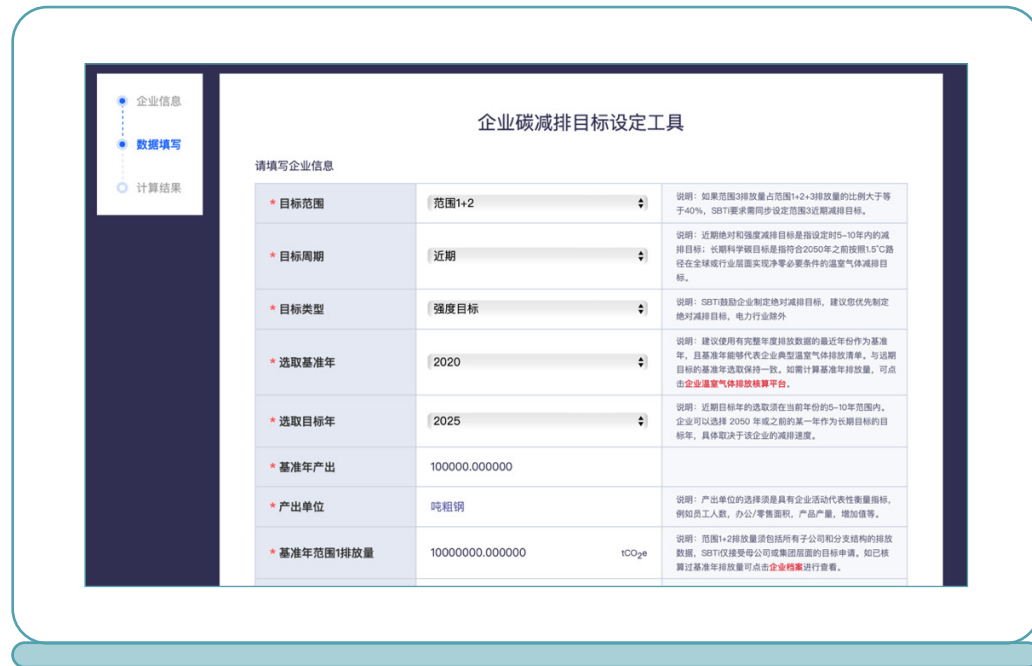 企业信息
数据填写
计算结果
企业碳减排目标设定工具
请填写企业信息
* 目标范围
范围1+2
说明：如果范围3排放量占范围1+2+3排放量的比例大于等
于40%，SBTi要求需同步设定范围3近期减排目标。
* 目标周期
近期
说明：近期绝对和强度减排目标是指设定时5-10年内的减
排目标；长期科学碳目标是指符合2050年之前按照1.5℃路
径在全球或行业层面实现净零必要条件的温室气体减排目
标。
* 目标类型
强度目标
说明：SBTi鼓励企业制定绝对减排目标，建议您优先制定
绝对减排目标，电力行业除外
* 选取基准年
2020
说明：建议使用有完整年度排放数据的最近年份作为基准
年，且基准年能够代表企业典型温室气体排放清单。与远期
目标的基准年选取保持一致。如需计算基准年排放量，可点
击企业温室气体排放核算平台。
* 选取目标年
2025
说明：近期目标年的选取须在当前年份的5-10年范围内。
企业可以选择 2050 年或之前的某一年作为长期目标的目
标年，具体取决于该企业的减排速度。
* 基准年产出
100000.000000
* 产出单位
吨粗钢
说明：产出单位的选择须是具有企业活动代表性衡量指标，
例如员工人数，办公/零售面积，产品产量，增加值等。
* 基准年范围1排放量
10000000.000000
tCO₂e
说明：范围1+2排放量须包括所有子公司和分支结构的排放
数据，SBTi仅接受母公司或集团层面的目标申请。如已核
算过基准年排放量可点击企业档案进行查看。